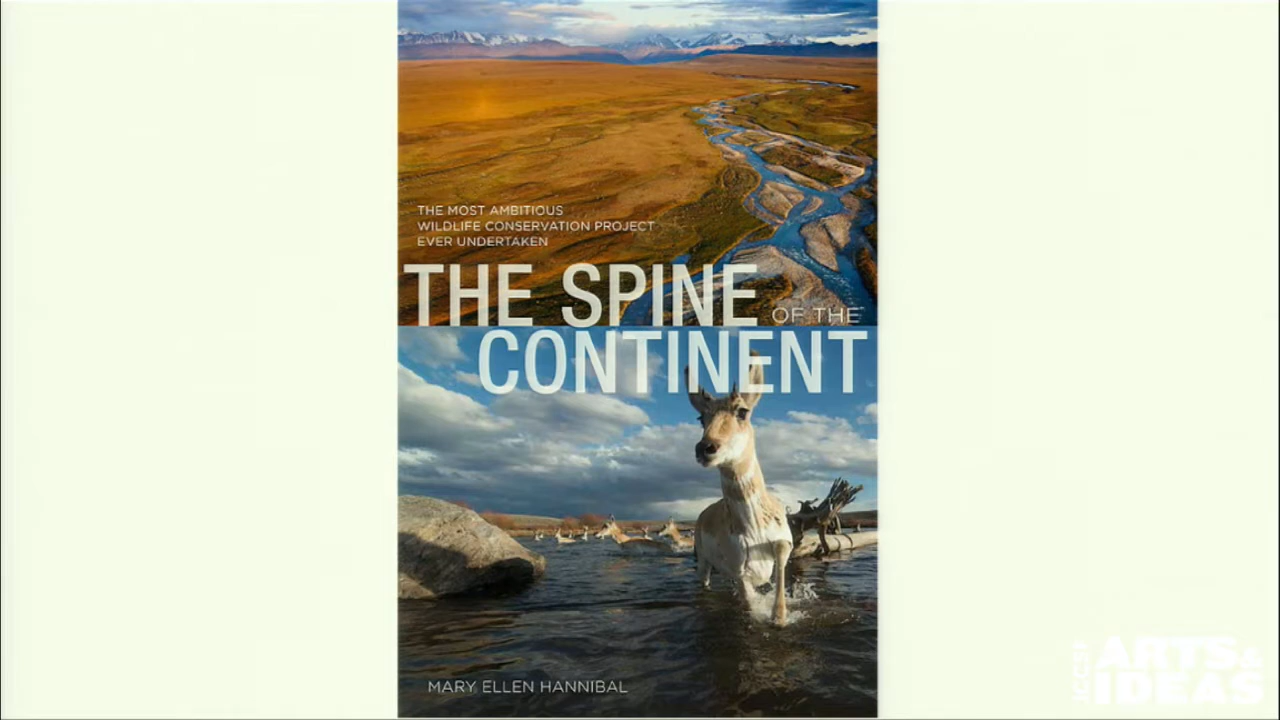 THE MOST AMBITIOUS
WILDLIFE CONSERVATION PROJECT
EVER UNDERTAKEN
THE SPINE OF THE
CONTINENT
MARY ELLEN HANNIBAL
ARTS &
IDEAS